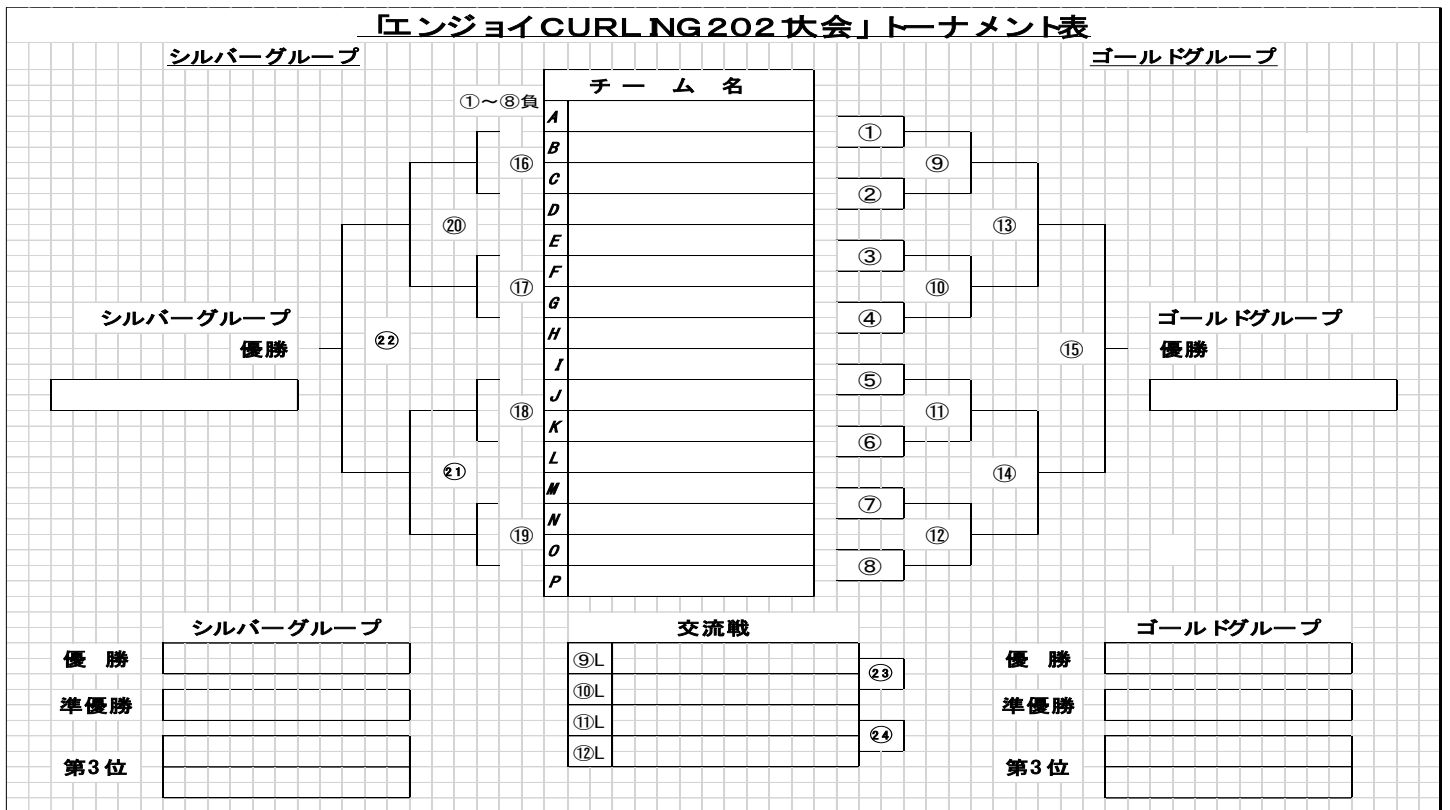 「エンジョイCURLING2021大会」トーナメント表
シルバーグループ
ゴールドグループ
チーム名
①～⑧負
A
B
C
D
E
F
G
H
I
J
K
L
M
N
O
P
①
②
③
④
⑤
⑥
⑦
⑧
⑨
⑩
⑪
⑫
⑬
⑭
⑮
⑯
⑰
⑱
⑲
⑳
㉑
㉒
シルバーグループ
優勝
ゴールドグループ
優勝
シルバーグループ
優 勝
準優勝
第3位
交流戦
⑨L
⑩L
⑪L
⑫L
㉓
㉔
ゴールドグループ
優 勝
準優勝
第3位